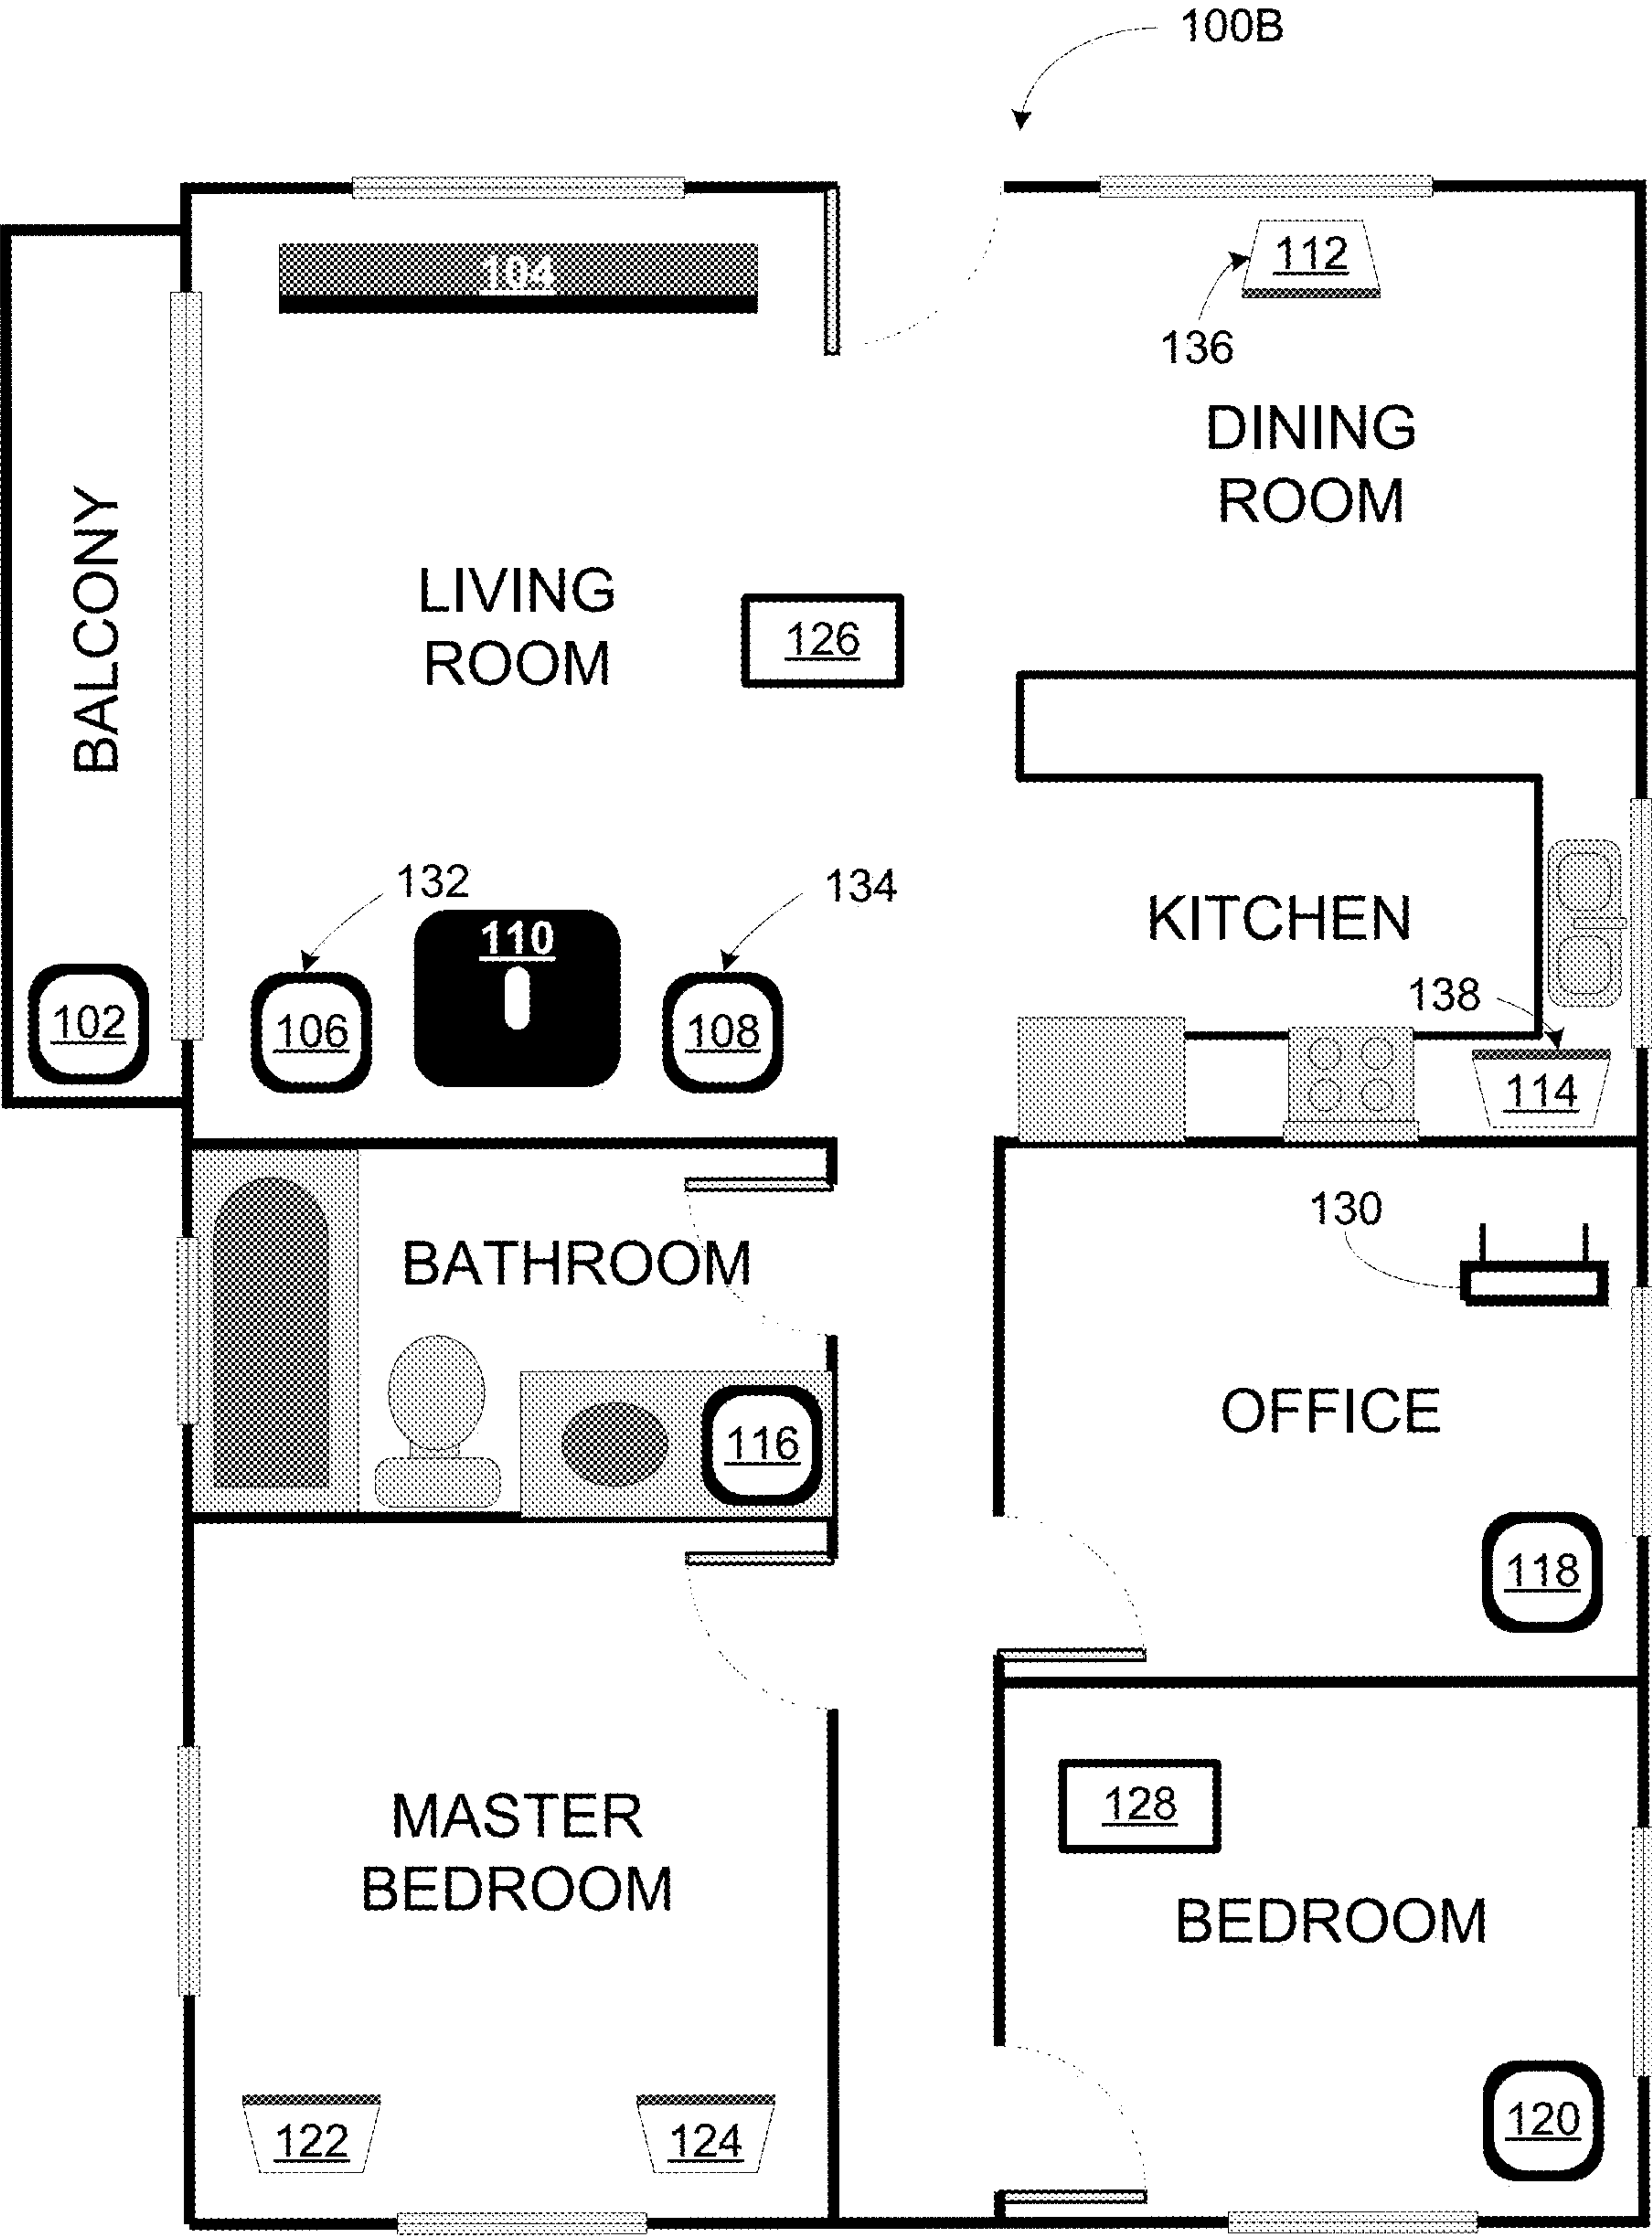 100B
104
112
136
DINING
ROOM
BALCONY
LIVING
ROOM
126
132
134
110
KITCHEN
138
102
106
108
114
130
BATHROOM
OFFICE
116
118
128
MASTER
BEDROOM
BEDROOM
122
124
120